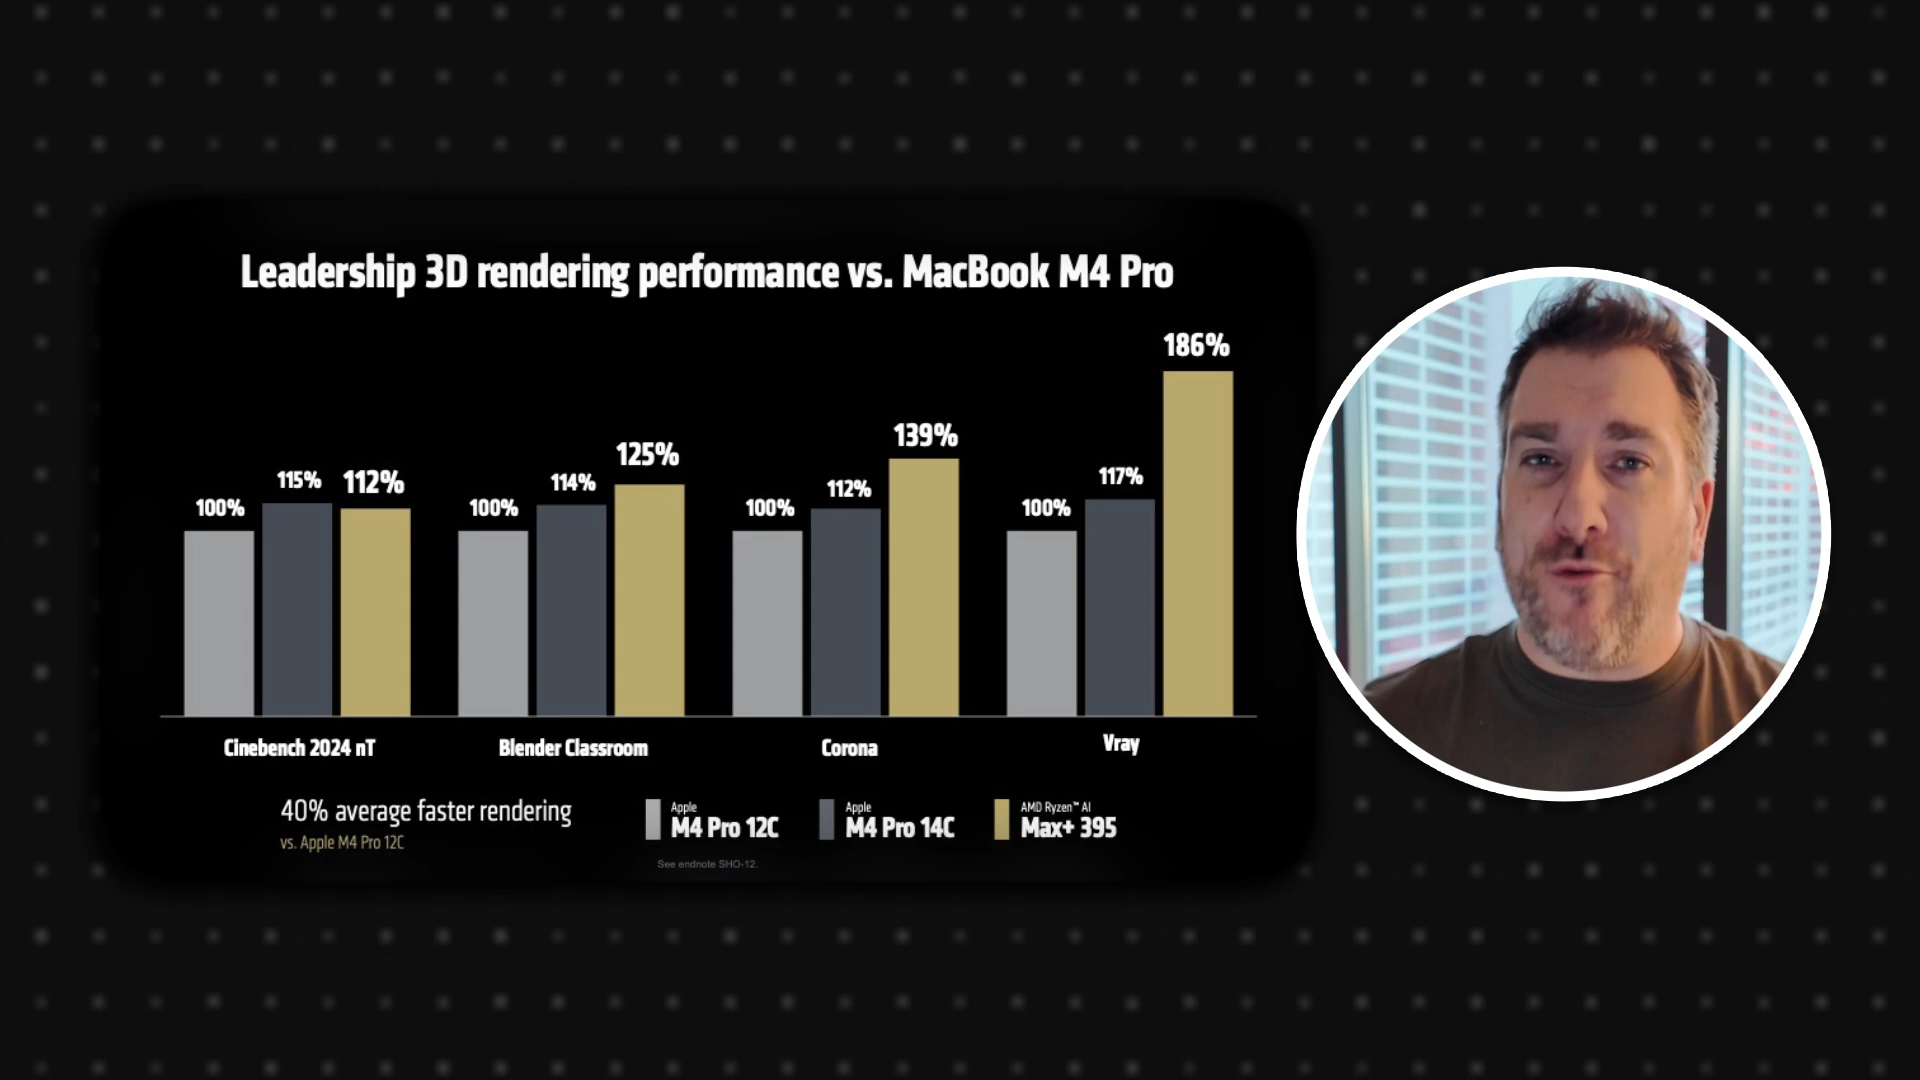 Leadership 3D rendering performance vs. MacBook M4 Pro
186%
139%
125%
115%
112%
114%
112%
117%
100%
100%
100%
100%
Cinebench 2024 nT
Blender Classroom
Corona
Vray
40% average faster rendering
vs. Apple M4 Pro 12C
Apple
M4 Pro 12C
Apple
M4 Pro 14C
AMD Ryzen™ AI
Max+ 395
See endnote SHO-12.